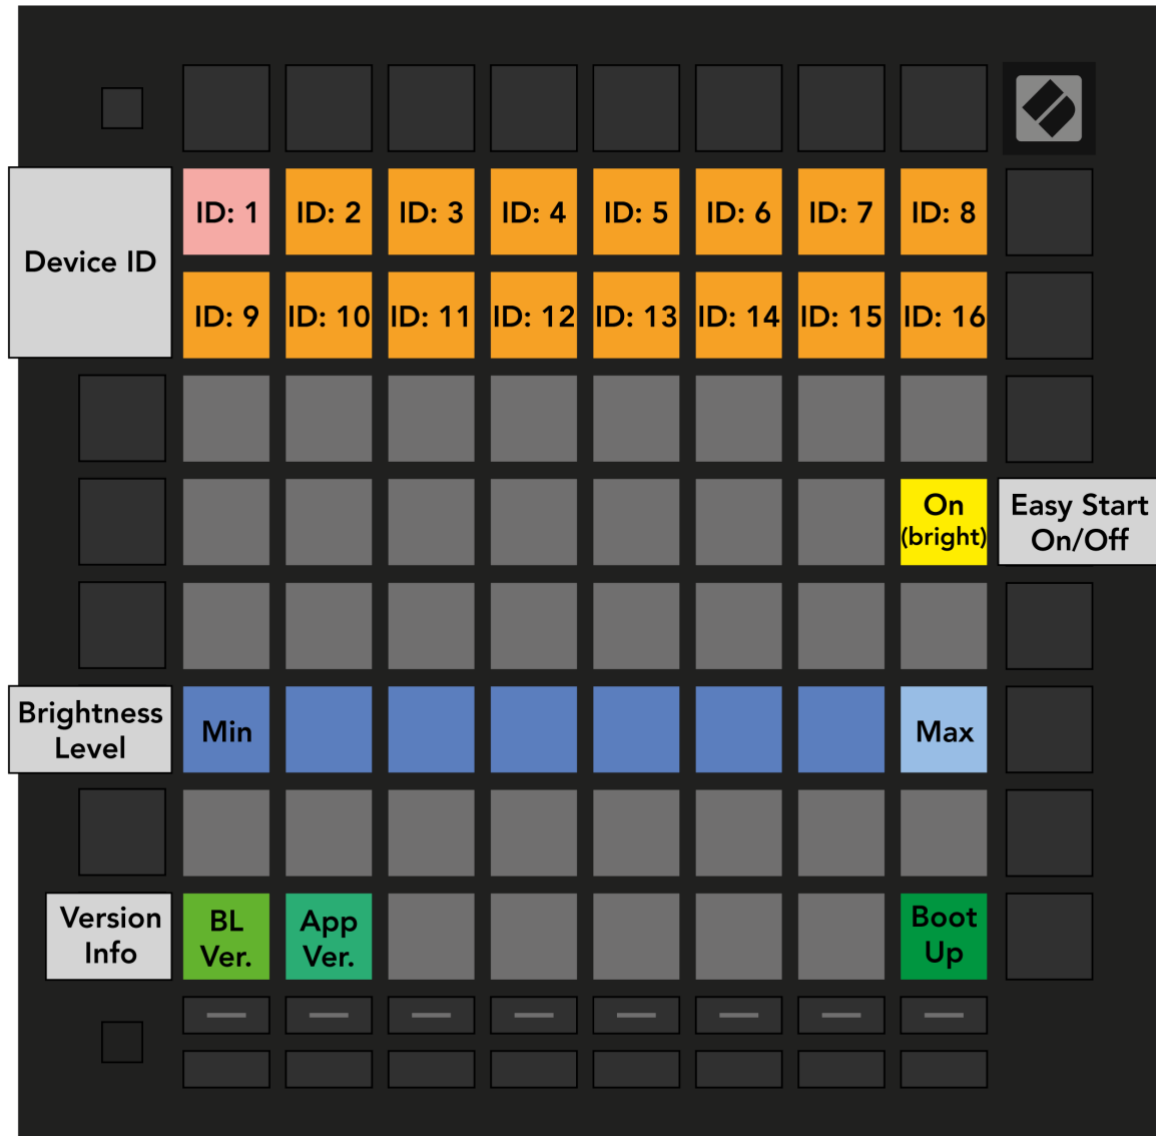 Device ID
ID: 1 ID: 2 ID: 3 ID: 4 ID: 5 ID: 6 ID: 7 ID: 8
ID: 9 ID: 10 ID: 11 ID: 12 ID: 13 ID: 14 ID: 15 ID: 16
On
(bright)
Easy Start
On/Off
Brightness
Level
Min
Max
Version
Info
BL
Ver.
App
Ver.
Boot
Up